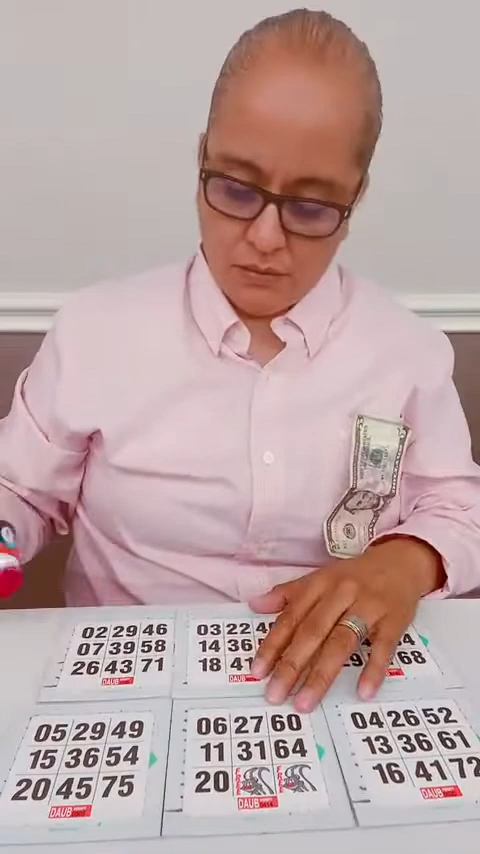 02 29 46
07 39 58
26 43 71
DAUB
03 22
14
18 41
DAUB
68
05 29 49
15 36 54
20 45 75
DAUB
06 27 60
11 31 64
20 FREE FREE
DAUB
04 26 52
13 36 61
16 41 72
DAUB